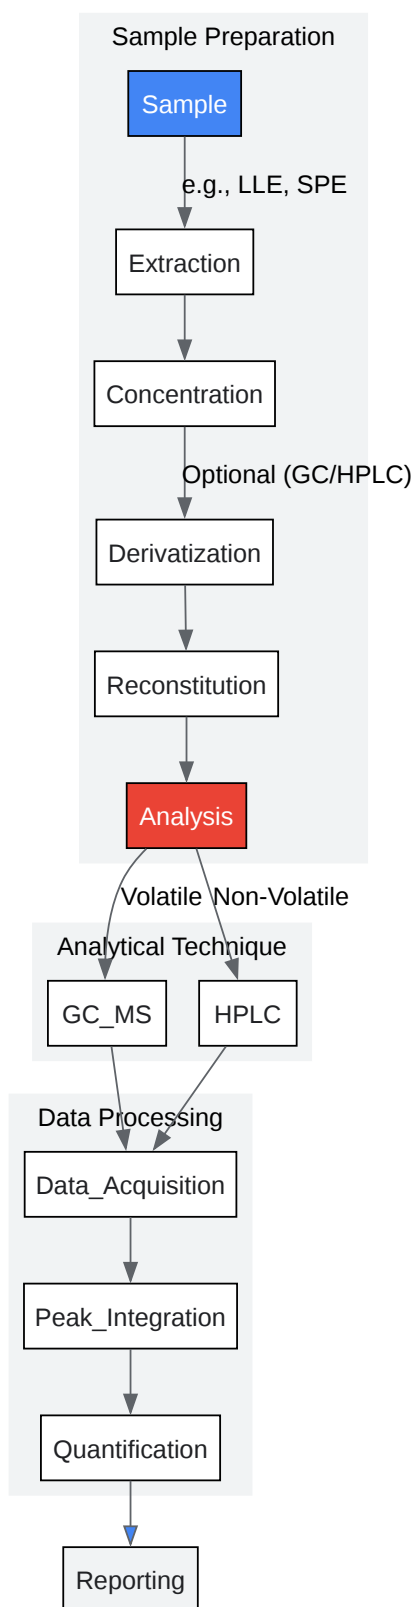 Sample Preparation
Sample
e.g., LLE, SPE
Extraction
Concentration
Optional (GC/HPLC)
Derivatization
Reconstitution
Analysis
Volatile
Non-Volatile
Analytical Technique
GC_MS
HPLC
Data Processing
Data_Acquisition
Peak_Integration
Quantification
Reporting